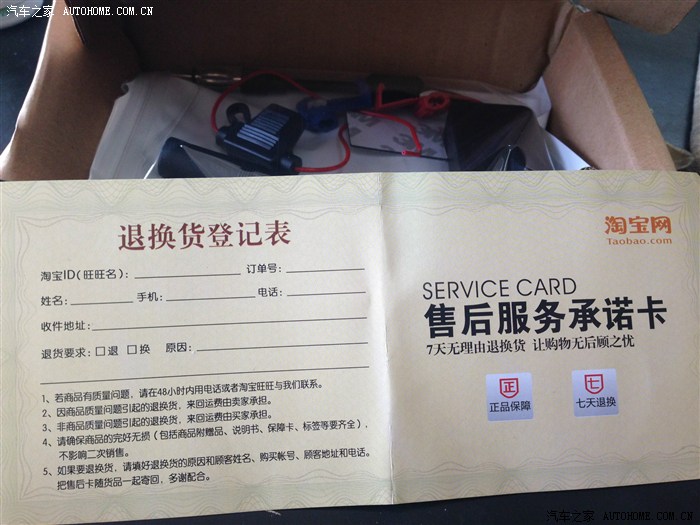 汽车之家 AUTOHOME.COM.CN
退换货登记表
淘宝ID(旺旺名): 订单号:
姓名: 手机: 电话:
收件地址:
退货要求: □退 □换 原因:
1、若商品有质量问题，请在48小时内用电话或者淘宝旺旺与我们联系。
2、因商品质量问题引起的退换货，来回运费由卖家承担。
3、非商品质量问题引起的退换货，来回运费由买家承担。
4、请确保商品的完好无损（包括商品附赠品、说明书、保障卡、标签等要齐全），
不影响二次销售。
5、如果要退换货，请填好退换货的原因和顾客姓名、购买帐号、顾客地址和电话。
把售后卡随货品一起寄回，多谢配合。
淘宝网
Taobao.com
SERVICE CARD
售后服务承诺卡
7天无理由退换货 让购物无后顾之忧
正
正品保障
七
七天退换
汽车之家 AUTOHOME.COM.CN